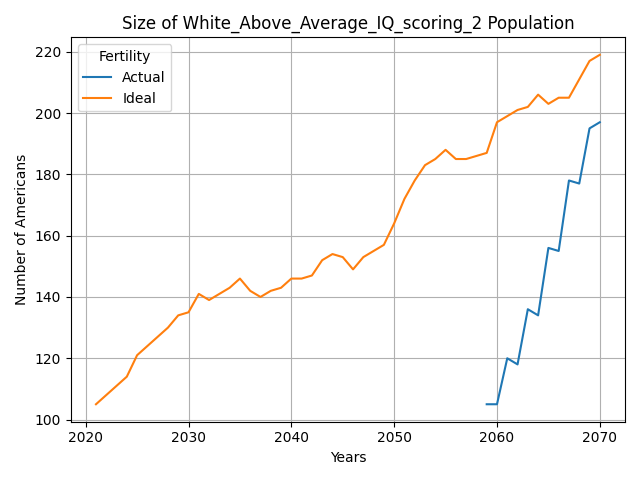 Size of White_Above_Average_IQ_scoring_2 Population
Fertility
Actual
Ideal
Number of Americans
220
200
180
160
140
120
100
2020 2030 2040 2050 2060 2070
Years